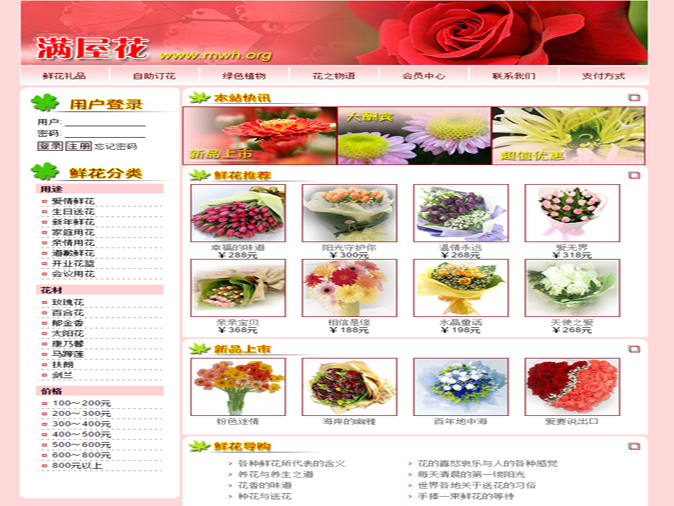 满屋花 www.mwh.org
鲜花礼品 自助订花 绿色植物 花之物语 会员中心 联系我们 支付方式
用户登录
用户:
密码:
登录 注册 忘记密码
鲜花分类
用途
爱情鲜花
生日送花
新年鲜花
家庭用花
亲情用花
道歉鲜花
开业花篮
会议用花
花材
玫瑰花
百合花
郁金香
太阳花
康乃馨
马蹄莲
扶朗
剑兰
价格
100～200元
200～300元
300～400元
400～500元
500～600元
600～800元
800元以上
本站快讯
新品上市 大酬宾 超值优惠
鲜花推荐
幸福的味道 阳光守护你 温情永远 爱无界
￥288元 ￥300元 ￥268元 ￥318元
亲亲宝贝 相信是缘 水晶童话 天使之爱
￥368元 ￥188元 ￥198元 ￥268元
新品上市
粉色迷情 海岸的幽雅 百年地中海 爱要说出口
鲜花导购
各种鲜花所代表的含义 花的喜怒哀乐与人的各种感觉
养花与养生之道 每天清晨的第一缕阳光
花香的味道 世界各地关于送花的习俗
种花与送花 手捧一束鲜花的等待